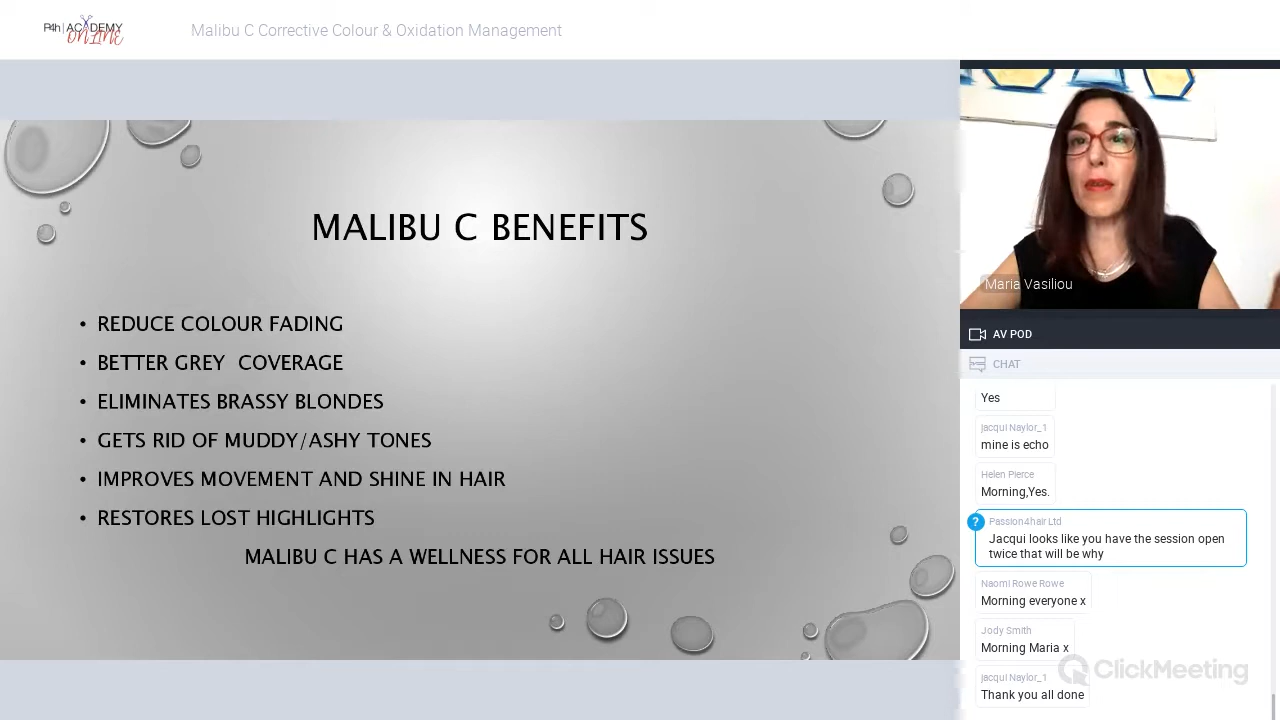 P4h | ACADEMY
ONLINE
Malibu C Corrective Colour & Oxidation Management
MALIBU C BENEFITS
• REDUCE COLOUR FADING
• BETTER GREY  COVERAGE
• ELIMINATES BRASSY BLONDES
• GETS RID OF MUDDY/ASHY TONES
• IMPROVES MOVEMENT AND SHINE IN HAIR
• RESTORES LOST HIGHLIGHTS
MALIBU C HAS A WELLNESS FOR ALL HAIR ISSUES
Maria Vasiliou
AV POD
CHAT
Yes
jacqui Naylor_1
mine is echo
Helen Pierce
Morning,Yes.
?
Passion4hair Ltd
Jacqui looks like you have the session open
twice that will be why
Naomi Rowe Rowe
Morning everyone x
Jody Smith
Morning Maria x
jacqui Naylor_1
Thank you all done
ClickMeeting